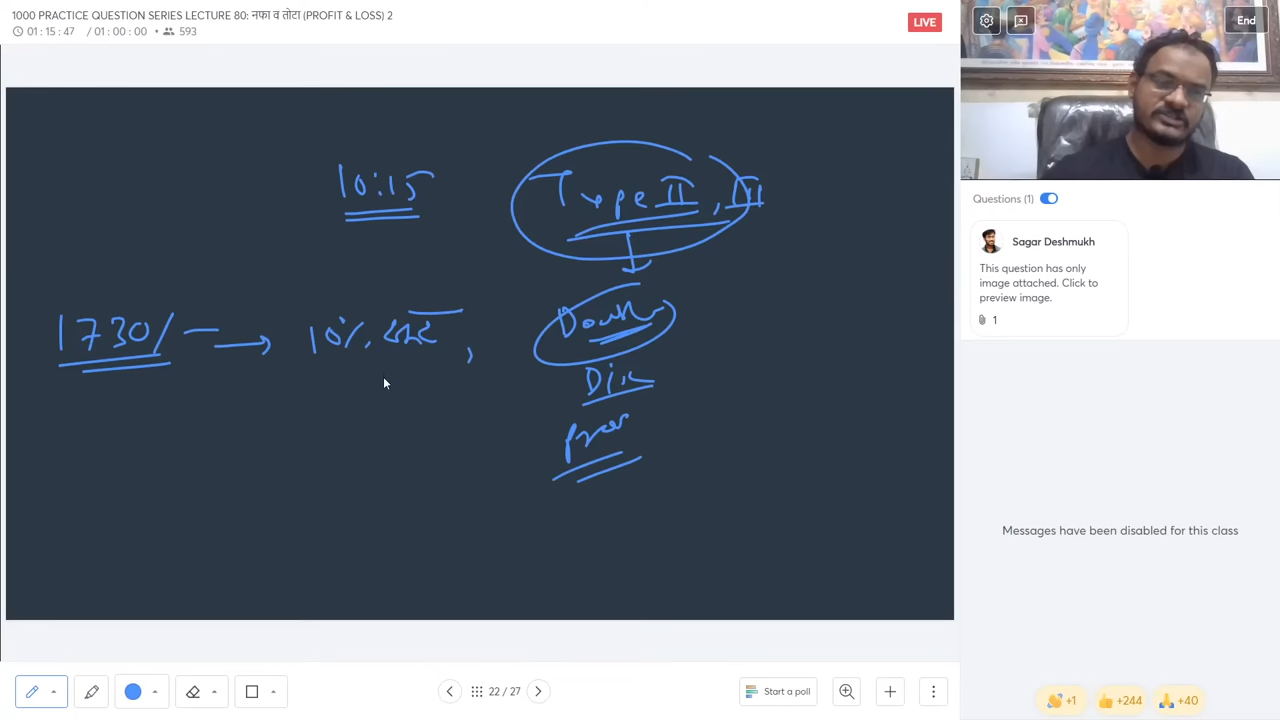 1000 PRACTICE QUESTION SERIES LECTURE 80: नफा व तोटा (PROFIT & LOSS) 2
01 : 15 : 47 / 01 : 00 : 00 • 593
LIVE
End
10:15
Type II, III
1730/- → 10%
,
Double
Dis
Questions (1)
Sagar Deshmukh
This question has only
image attached. Click to
preview image.
1
Messages have been disabled for this class
22 / 27
Start a poll
+1
+244
+40